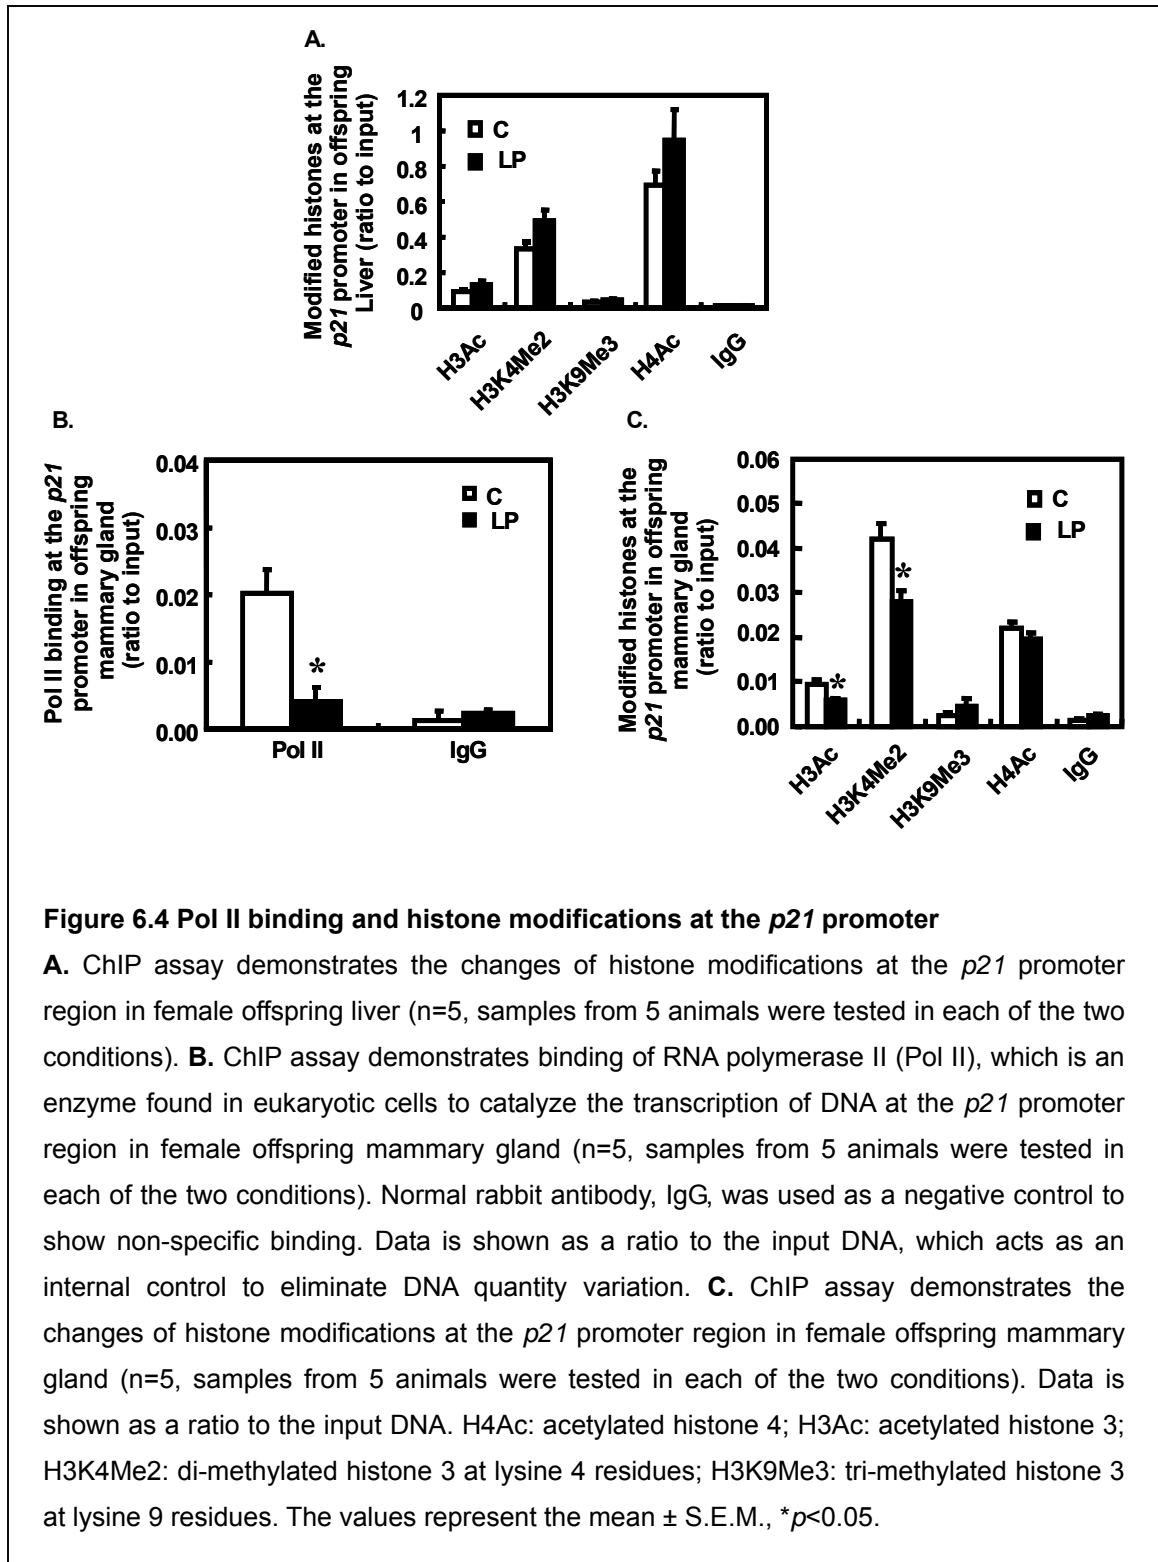 A.
Modified histones at the
p21 promoter in offspring
Liver (ratio to input)
1.2
1
0.8
0.6
0.4
0.2
0
C
LP
H3Ac
H3K4Me2
H3K9Me3
H4Ac
IgG
B.
Pol II binding at the p21
promoter in offspring
mammary gland
(ratio to input)
0.04
0.03
0.02
0.01
0.00
C
LP
*
Pol II
IgG
C.
Modified histones at the
p21 promoter in offspring
mammary gland
(ratio to input)
0.06
0.05
0.04
0.03
0.02
0.01
0.00
C
LP
*
*
H3Ac
H3K4Me2
H3K9Me3
H4Ac
IgG
Figure 6.4 Pol II binding and histone modifications at the p21 promoter
A. ChIP assay demonstrates the changes of histone modifications at the p21 promoter
region in female offspring liver (n=5, samples from 5 animals were tested in each of the two
conditions). B. ChIP assay demonstrates binding of RNA polymerase II (Pol II), which is an
enzyme found in eukaryotic cells to catalyze the transcription of DNA at the p21 promoter
region in female offspring mammary gland (n=5, samples from 5 animals were tested in
each of the two conditions). Normal rabbit antibody, IgG, was used as a negative control to
show non-specific binding. Data is shown as a ratio to the input DNA, which acts as an
internal control to eliminate DNA quantity variation. C. ChIP assay demonstrates the
changes of histone modifications at the p21 promoter region in female offspring mammary
gland (n=5, samples from 5 animals were tested in each of the two conditions). Data is
shown as a ratio to the input DNA. H4Ac: acetylated histone 4; H3Ac: acetylated histone 3;
H3K4Me2: di-methylated histone 3 at lysine 4 residues; H3K9Me3: tri-methylated histone 3
at lysine 9 residues. The values represent the mean ± S.E.M., *p<0.05.